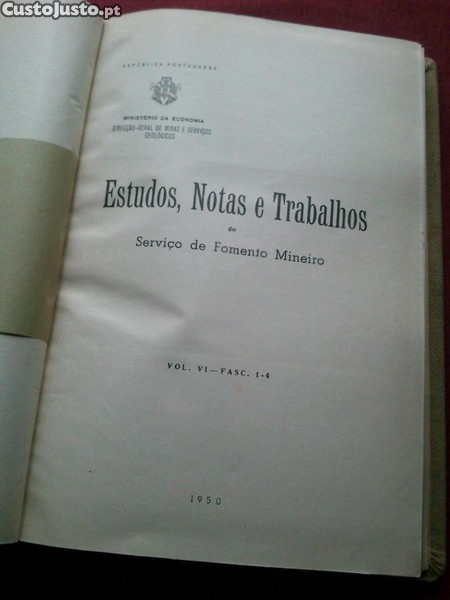 CustoJusto.pt
REPÚBLICA PORTUGUESA
MINISTÉRIO DA ECONOMIA
DIRECÇÃO-GERAL DE MINAS E SERVIÇOS
GEOLÓGICOS
Estudos, Notas e Trabalhos
do
Serviço de Fomento Mineiro
VOL. VI — FASC. 1-4
1950